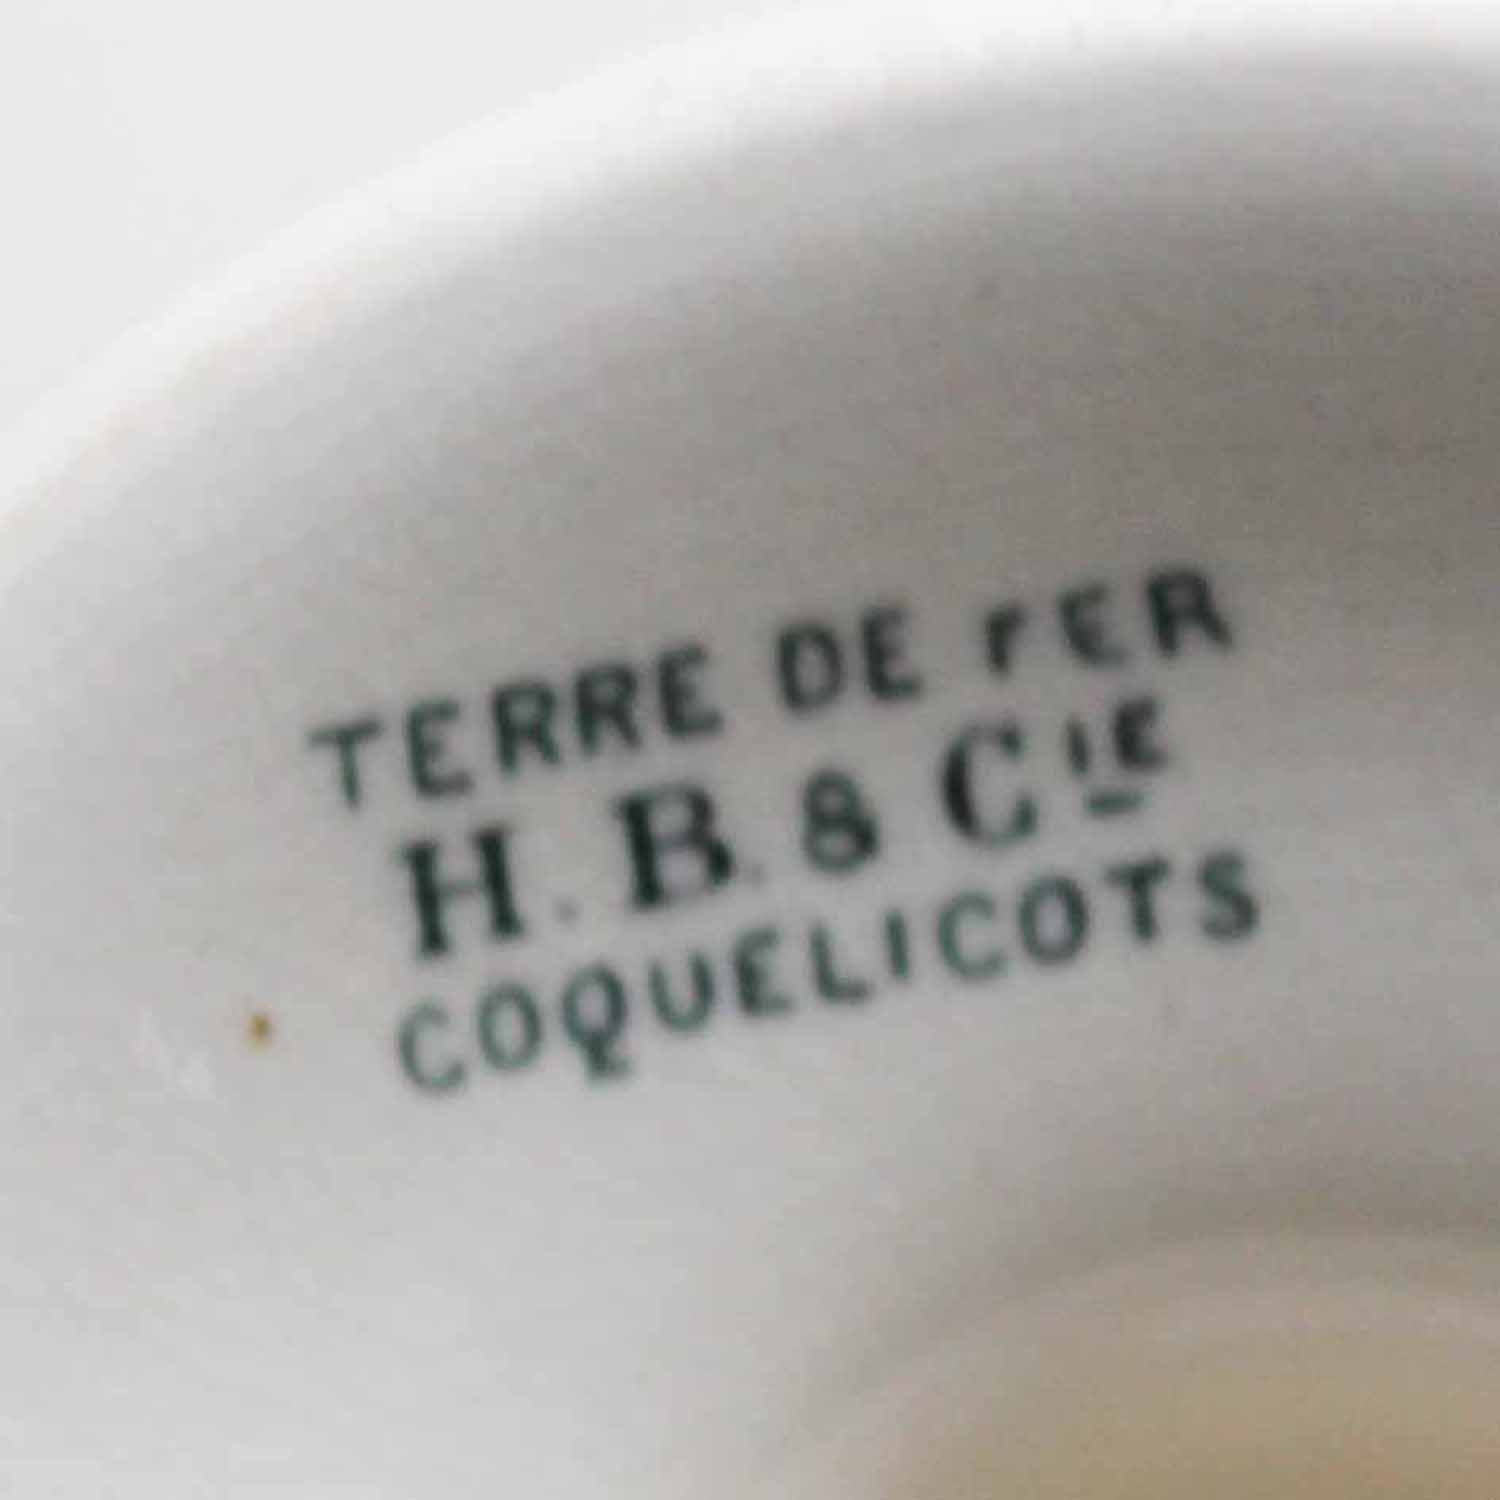 TERRE DE FER
H. B. & CIE
COQUELICOTS